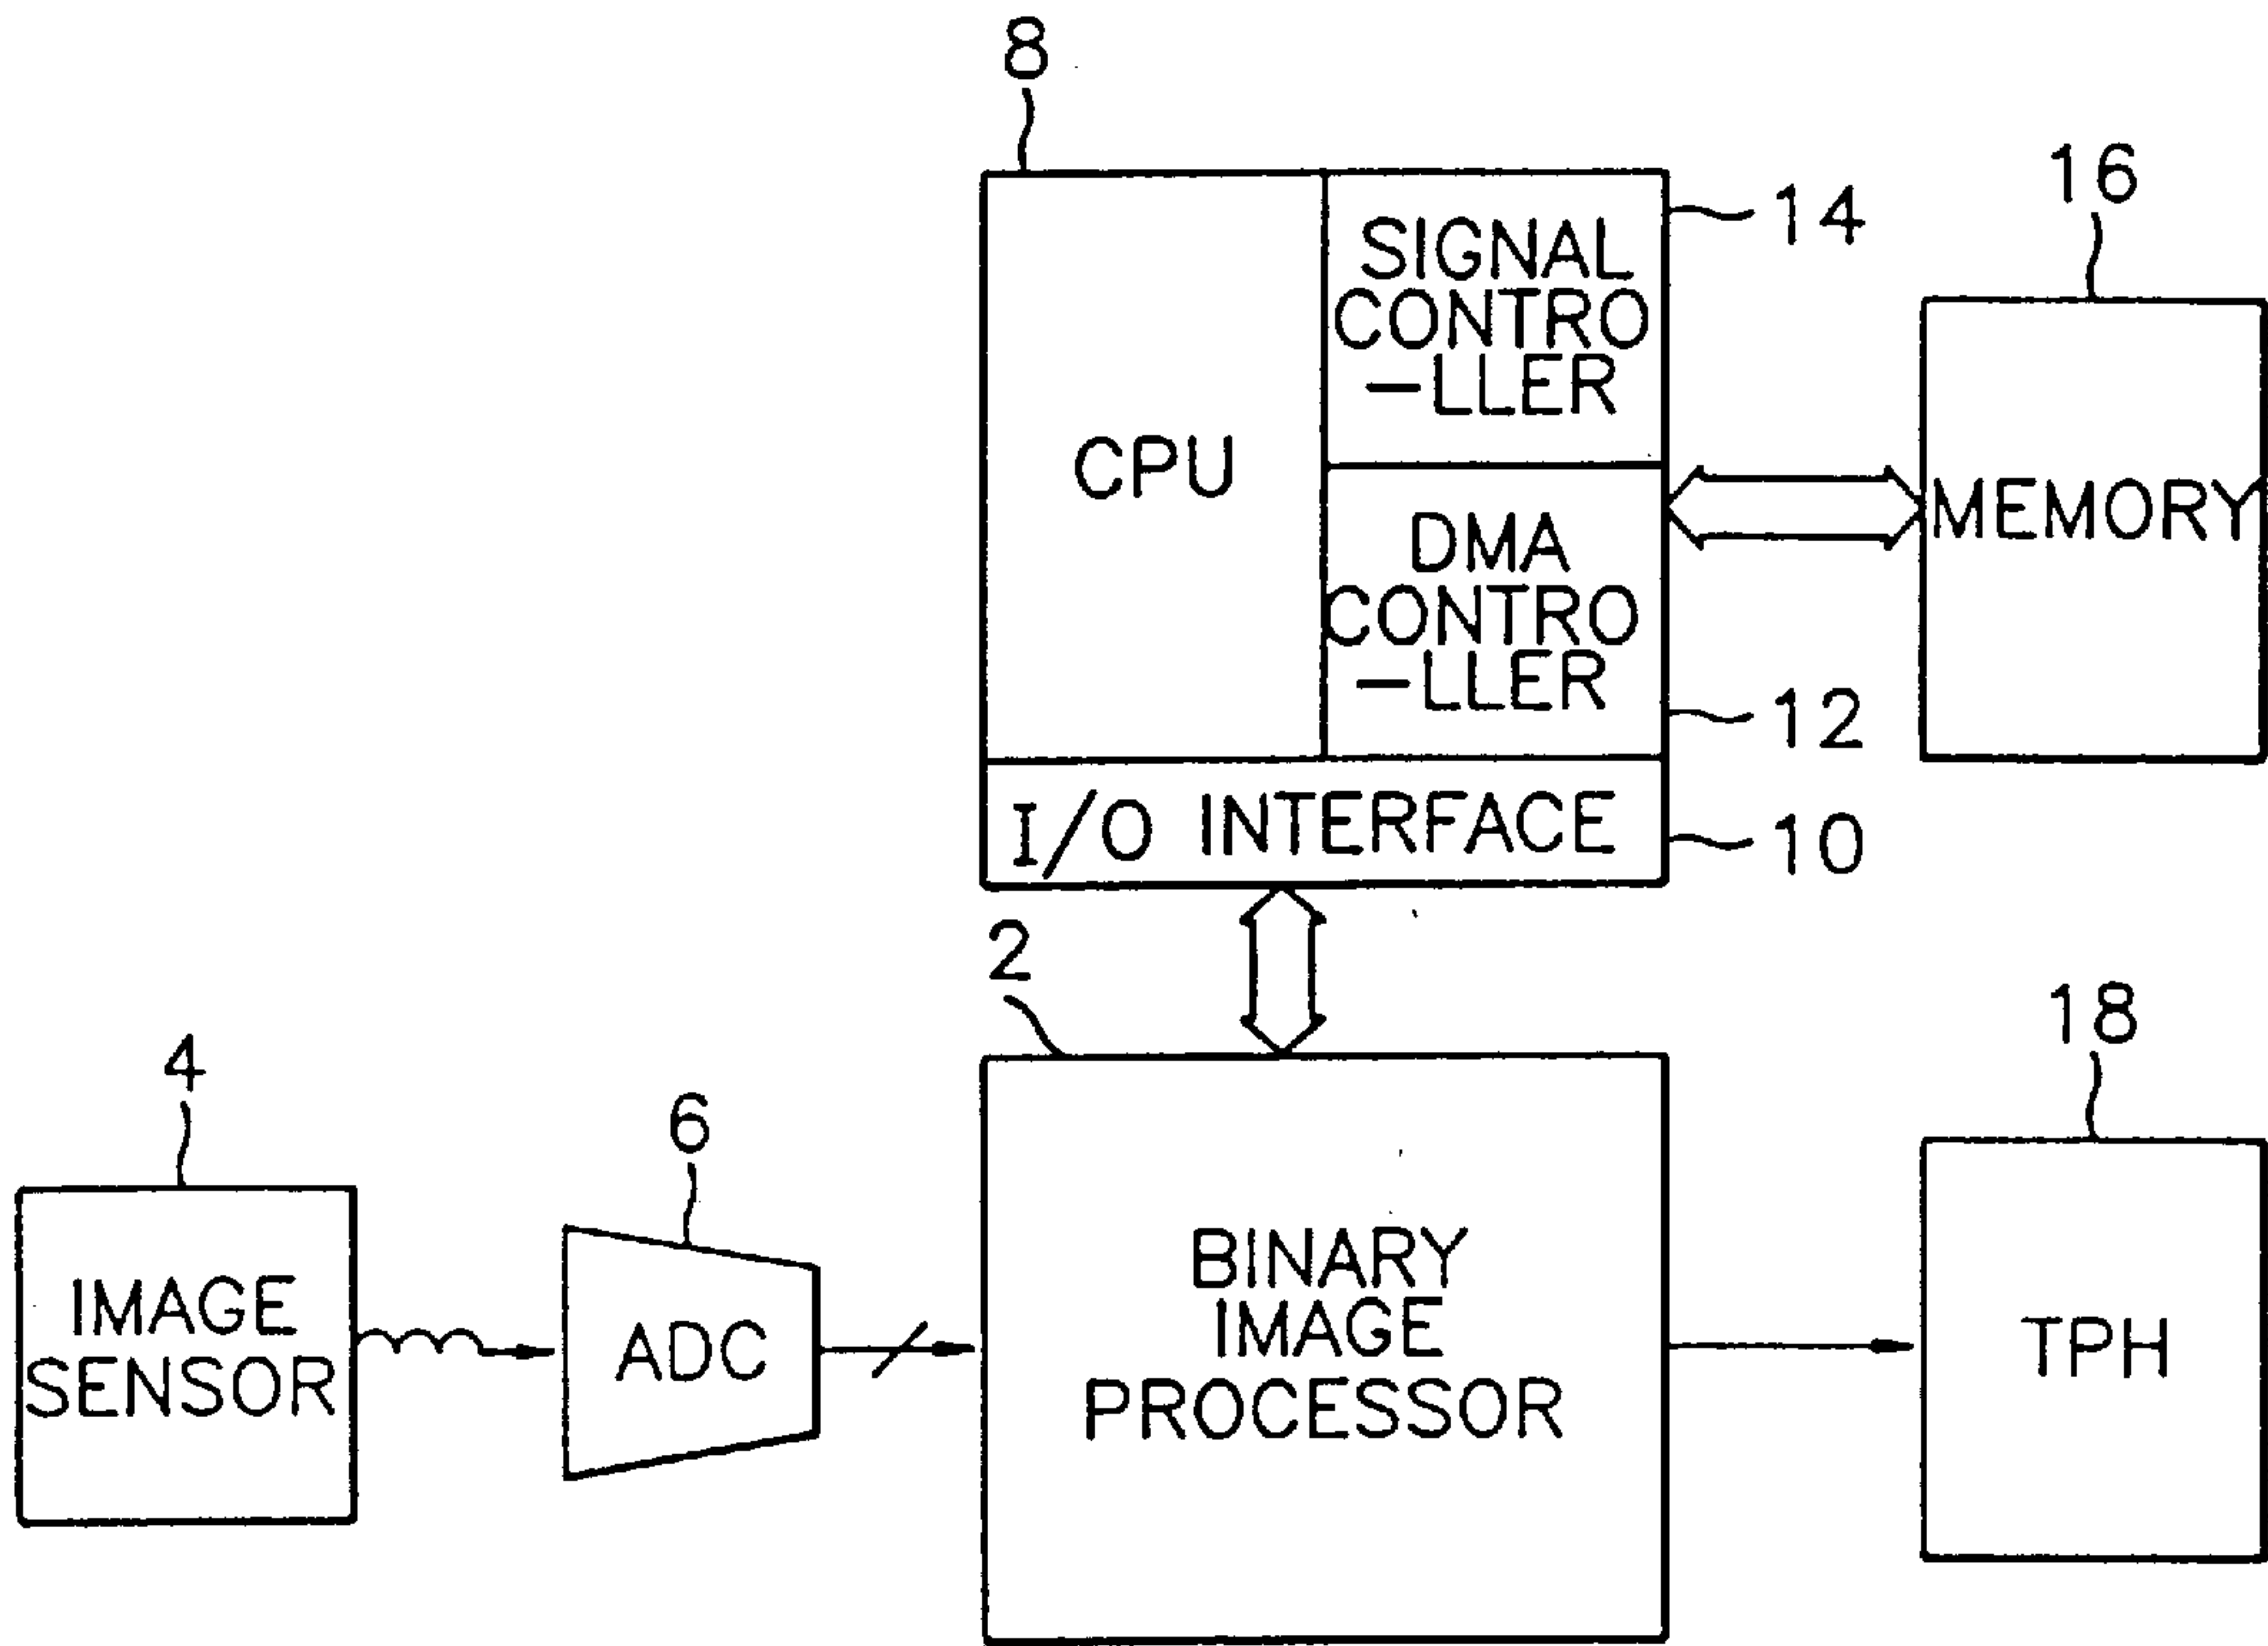 8
14
16
SIGNAL
CONTRO
-LLER
CPU
MEMORY
DMA
CONTRO
-LLER
12
I/O INTERFACE
10
2
18
4
6
BINARY
IMAGE
PROCESSOR
IMAGE
SENSOR
ADC
TPH